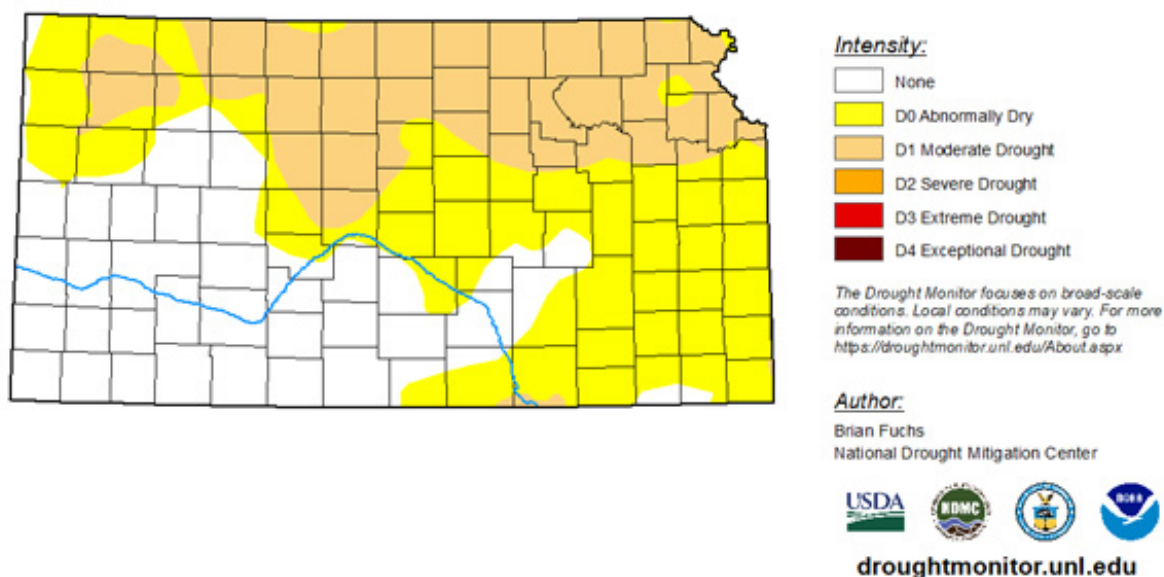 Intensity:
None
D0 Abnormally Dry
D1 Moderate Drought
D2 Severe Drought
D3 Extreme Drought
D4 Exceptional Drought
The Drought Monitor focuses on broad-scale
conditions. Local conditions may vary. For more
information on the Drought Monitor, go to
https://droughtmonitor.unl.edu/About.aspx
Author:
Brian Fuchs
National Drought Mitigation Center
USDA
NDMC
NOAA
droughtmonitor.unl.edu